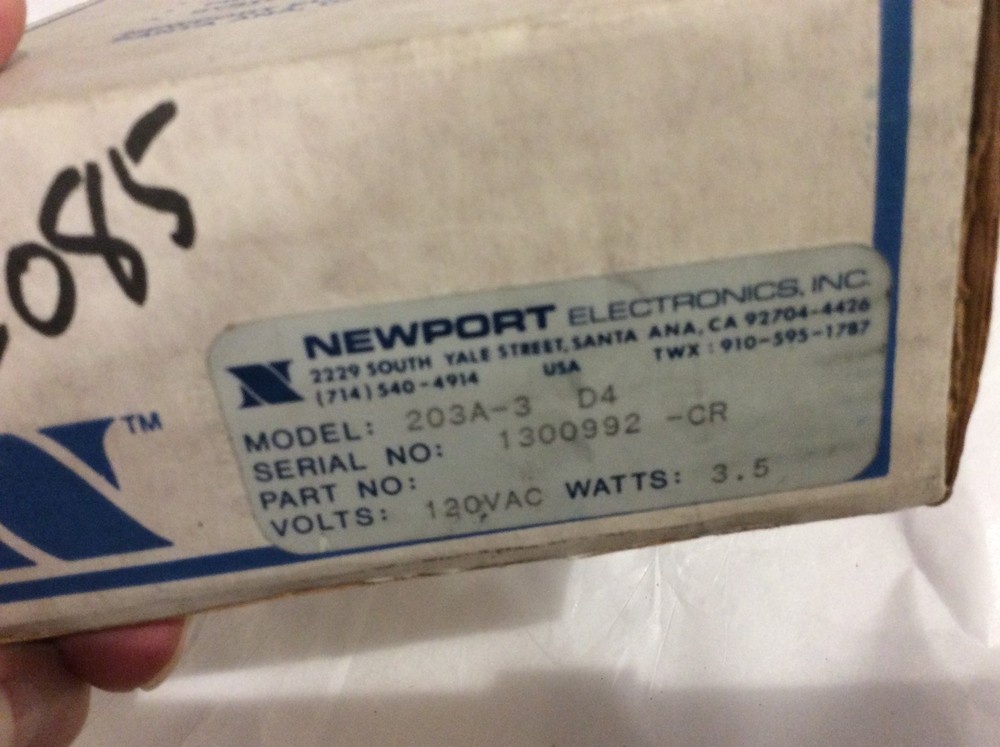 085
NEWPORT ELECTRONICS, INC.
2229 SOUTH YALE STREET, SANTA ANA, CA 92704-4426
(714) 540-4914 USA TWX: 910-595-1787
MODEL: 203A-3 D4
SERIAL NO: 1300992 -CR
PART NO:
VOLTS: 120VAC WATTS: 3.5
TM